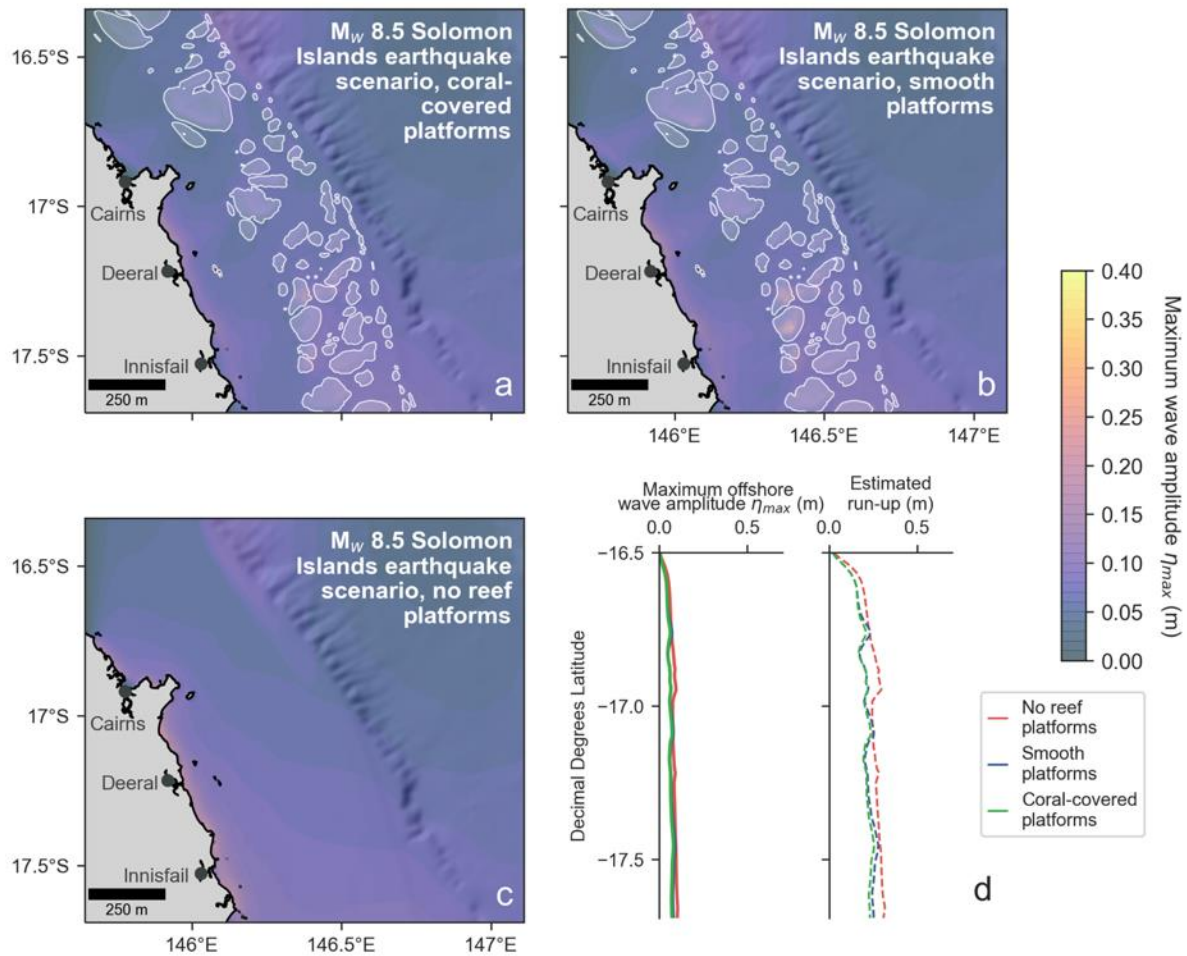 M_W 8.5 Solomon
Islands earthquake
scenario, coral-
covered
platforms
16.5°S
17°S
17.5°S
Cairns
Deeral
Innisfail
250 m
a
M_W 8.5 Solomon
Islands earthquake
scenario, smooth
platforms
Cairns
Deeral
Innisfail
250 m
b
146°E
146.5°E
147°E
0.40
0.35
0.30
0.25
0.20
0.15
0.10
0.05
0.00
Maximum wave amplitude η_max (m)
M_W 8.5 Solomon
Islands earthquake
scenario, no reef
platforms
16.5°S
17°S
17.5°S
Cairns
Deeral
Innisfail
250 m
c
146°E
146.5°E
147°E
Maximum offshore
wave amplitude η_max (m)
0.0
0.5
Estimated
run-up (m)
0.0
0.5
−16.5
−17.0
−17.5
Decimal Degrees Latitude
d
No reef
platforms
Smooth
platforms
Coral-covered
platforms